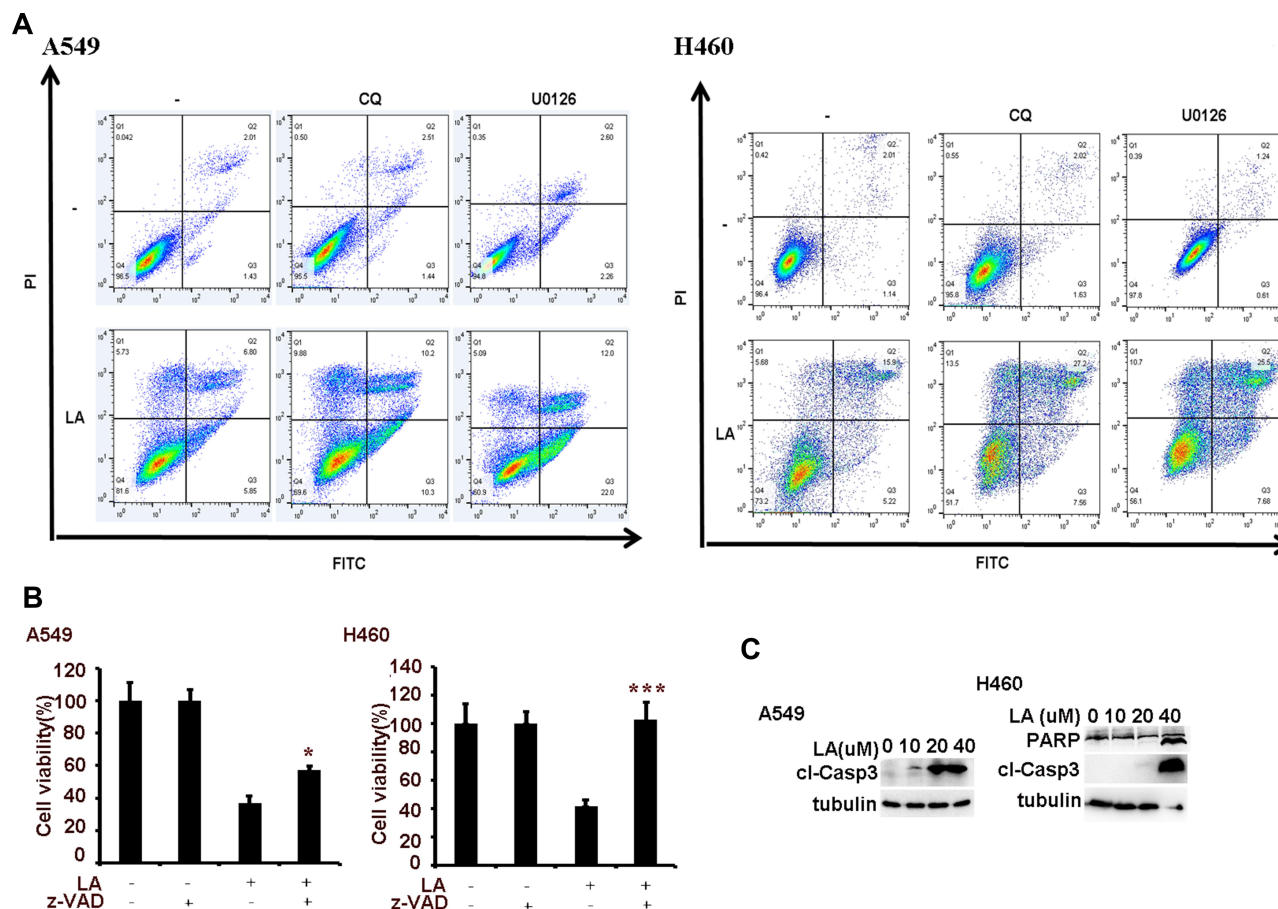 A
A549
H460
- CQ U0126
- CQ U0126
PI
-
Q1 0.042 Q2 2.01
Q4 96.5 Q3 1.43
Q1 0.50 Q2 2.51
Q4 95.5 Q3 1.44
Q1 0.35 Q2 2.60
Q4 94.8 Q3 2.26
LA
Q1 5.73 Q2 6.80
Q4 81.6 Q3 5.85
Q1 9.88 Q2 10.2
Q4 69.6 Q3 10.3
Q1 5.09 Q2 12.0
Q4 60.9 Q3 22.0
FITC
PI
-
Q1 0.42 Q2 2.01
Q4 96.4 Q3 1.14
Q1 0.55 Q2 2.02
Q4 95.8 Q3 1.63
Q1 0.39 Q2 1.24
Q4 97.8 Q3 0.61
LA
Q1 5.68 Q2 15.9
Q4 73.2 Q3 5.22
Q1 13.5 Q2 27.2
Q4 51.7 Q3 7.56
Q1 10.7 Q2 25.5
Q4 56.1 Q3 7.68
FITC
B
A549
Cell viability(%)
120
100
80
60
40
20
0
*
LA - - + +
z-VAD - + - +
H460
Cell viability(%)
140
120
100
80
60
40
20
0
***
LA - - + +
z-VAD - + - +
C
A549
LA(uM) 0 10 20 40
cl-Casp3
tubulin
H460
LA (uM) 0 10 20 40
PARP
cl-Casp3
tubulin